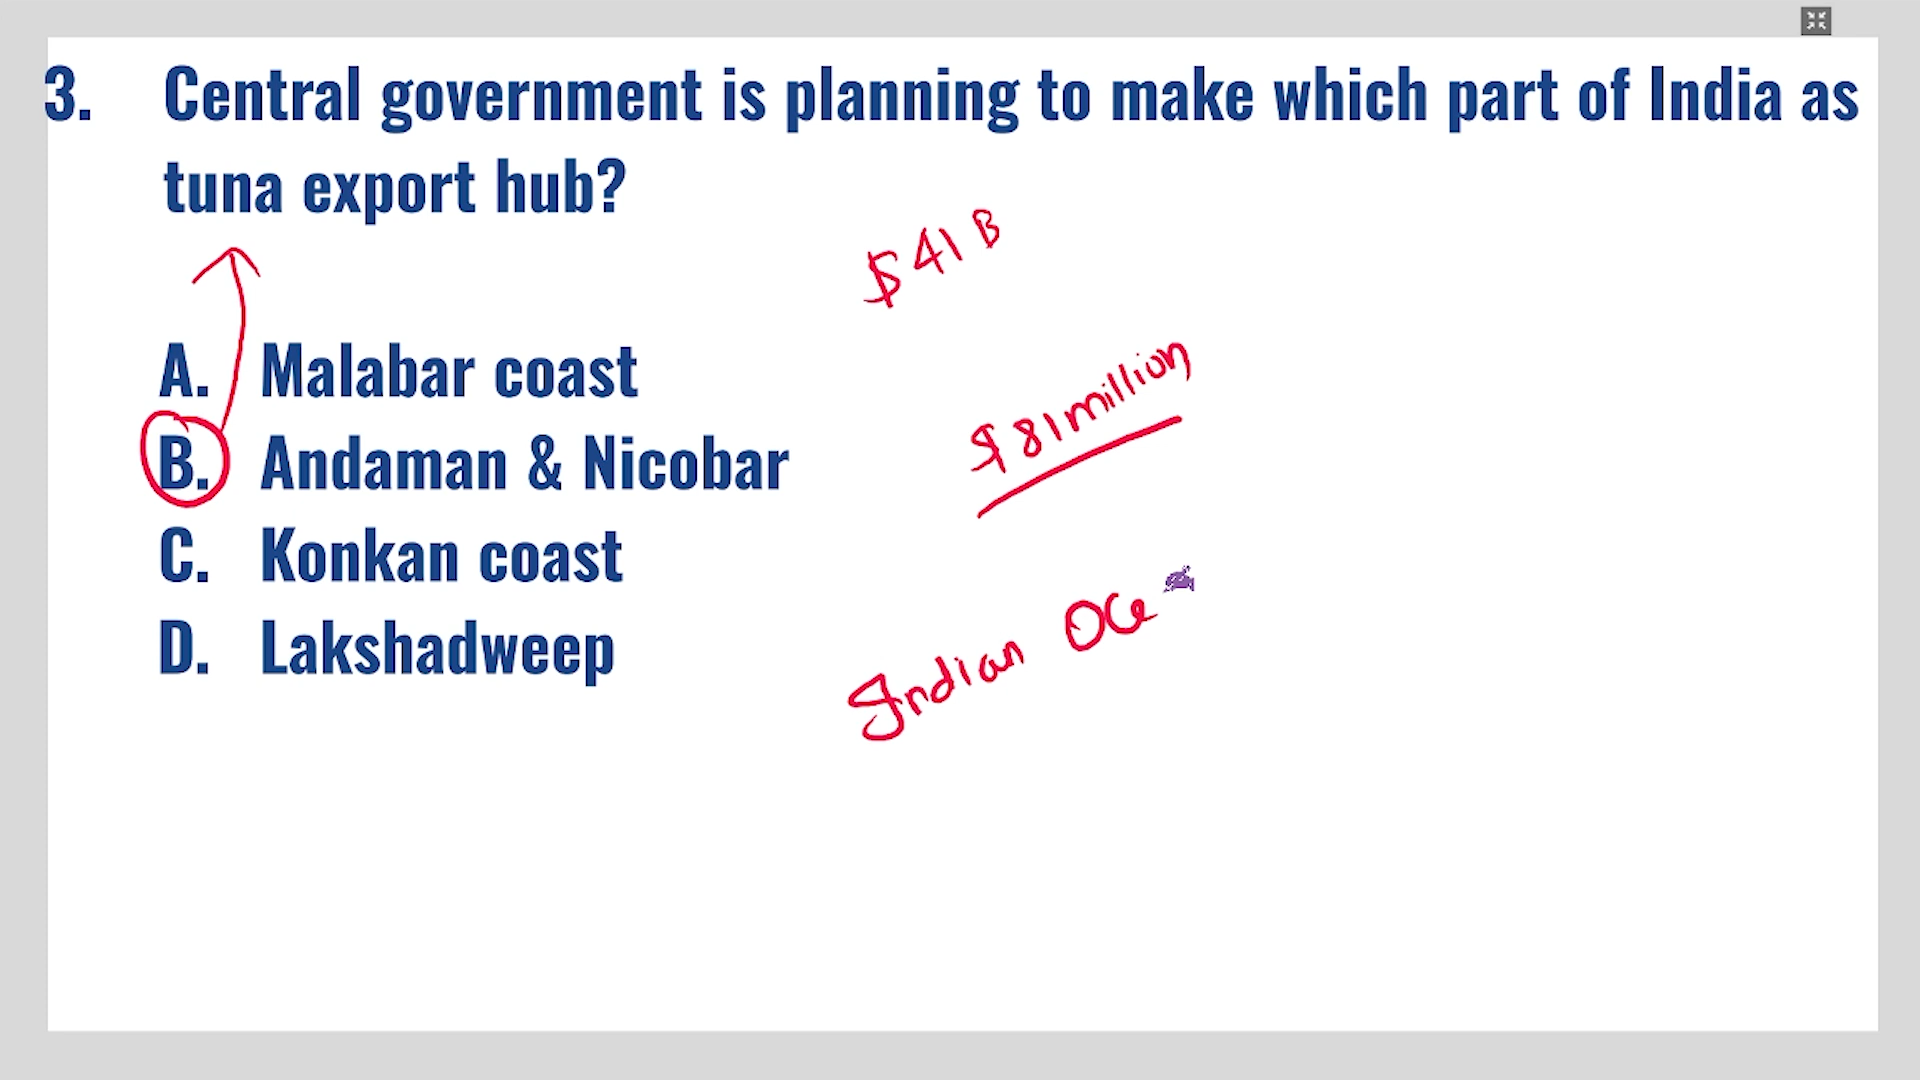 3. Central government is planning to make which part of India as
tuna export hub?
$41 B
A. Malabar coast
$81 million
B. Andaman & Nicobar
C. Konkan coast
Indian Oce
D. Lakshadweep